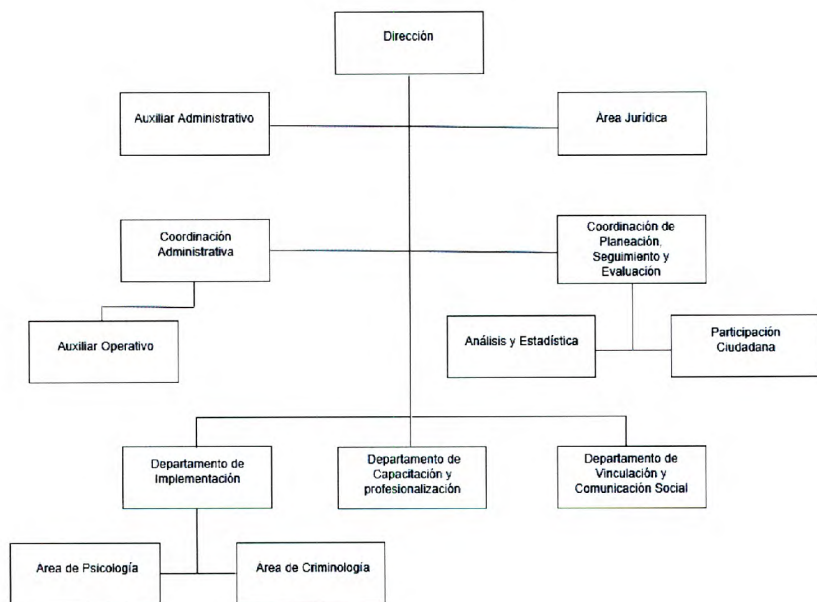 Dirección
Auxiliar Administrativo
Área Jurídica
Coordinación
Administrativa
Coordinación de
Planeación,
Seguimiento y
Evaluación
Auxiliar Operativo
Análisis y Estadística
Participación
Ciudadana
Departamento de
Implementación
Departamento de
Capacitación y
profesionalización
Departamento de
Vinculación y
Comunicación Social
Area de Psicología
Area de Criminología